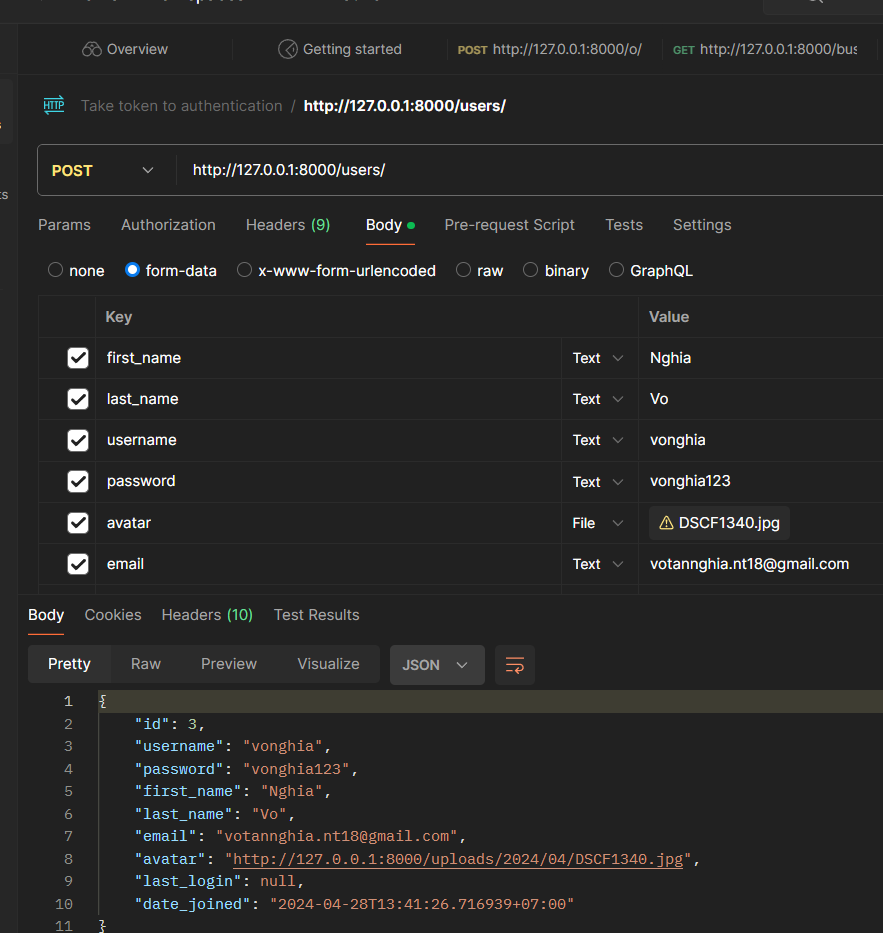 Overview
Getting started
POST http://127.0.0.1:8000/o/
GET http://127.0.0.1:8000/bus
HTTP Take token to authentication / http://127.0.0.1:8000/users/
POST http://127.0.0.1:8000/users/
Params Authorization Headers (9) Body Pre-request Script Tests Settings
none form-data x-www-form-urlencoded raw binary GraphQL
Key Value
first_name Text Nghia
last_name Text Vo
username Text vonghia
password Text vonghia123
avatar File DSCF1340.jpg
email Text votannghia.nt18@gmail.com
Body Cookies Headers (10) Test Results
Pretty Raw Preview Visualize JSON
1 {
2 "id": 3,
3 "username": "vonghia",
4 "password": "vonghia123",
5 "first_name": "Nghia",
6 "last_name": "Vo",
7 "email": "votannghia.nt18@gmail.com",
8 "avatar": "http://127.0.0.1:8000/uploads/2024/04/DSCF1340.jpg",
9 "last_login": null,
10 "date_joined": "2024-04-28T13:41:26.716939+07:00"
11 }